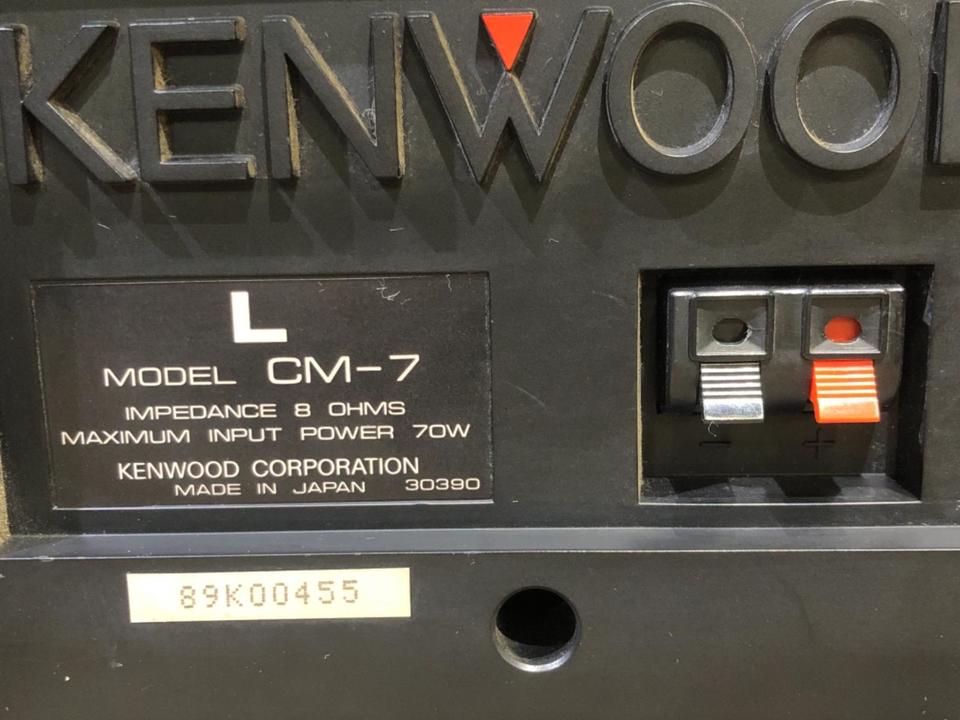 KENWOOD
L
MODEL CM-7
IMPEDANCE 8 OHMS
MAXIMUM INPUT POWER 70W
KENWOOD CORPORATION
MADE IN JAPAN 30390
- +
89K00455